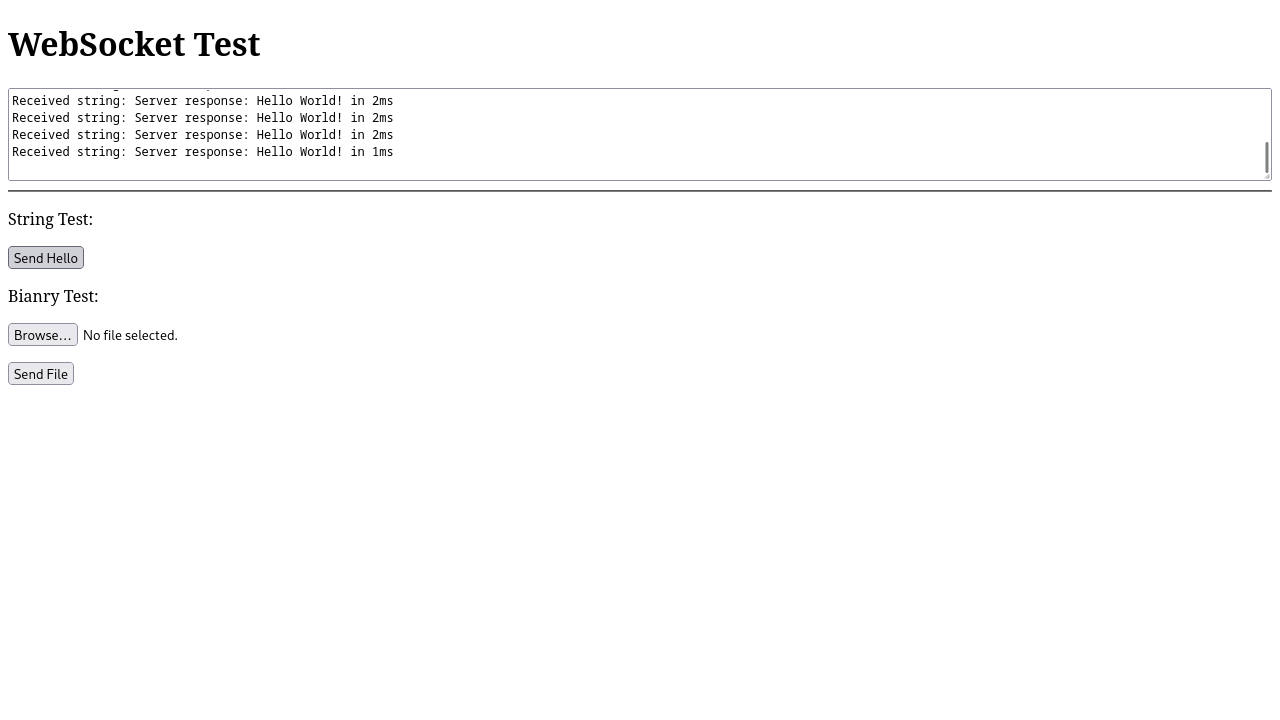 WebSocket Test
Received string: Server response: Hello World! in 2ms
Received string: Server response: Hello World! in 2ms
Received string: Server response: Hello World! in 2ms
Received string: Server response: Hello World! in 1ms
String Test:
Send Hello
Bianry Test:
Browse... No file selected.
Send File